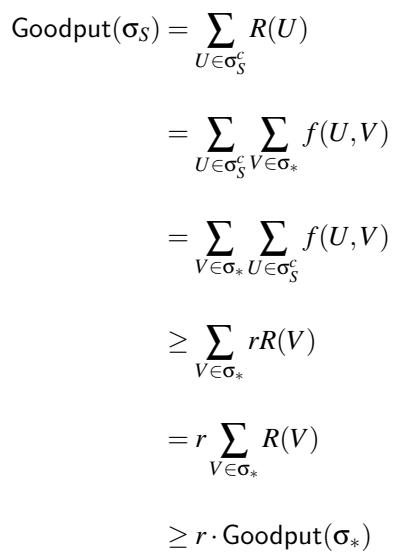 Goodput(σ_S) = ∑_{U∈σ_S^c} R(U)
= ∑_{U∈σ_S^c} ∑_{V∈σ_*} f(U,V)
= ∑_{V∈σ_*} ∑_{U∈σ_S^c} f(U,V)
≥ ∑_{V∈σ_*} rR(V)
= r ∑_{V∈σ_*} R(V)
≥ r · Goodput(σ_*)